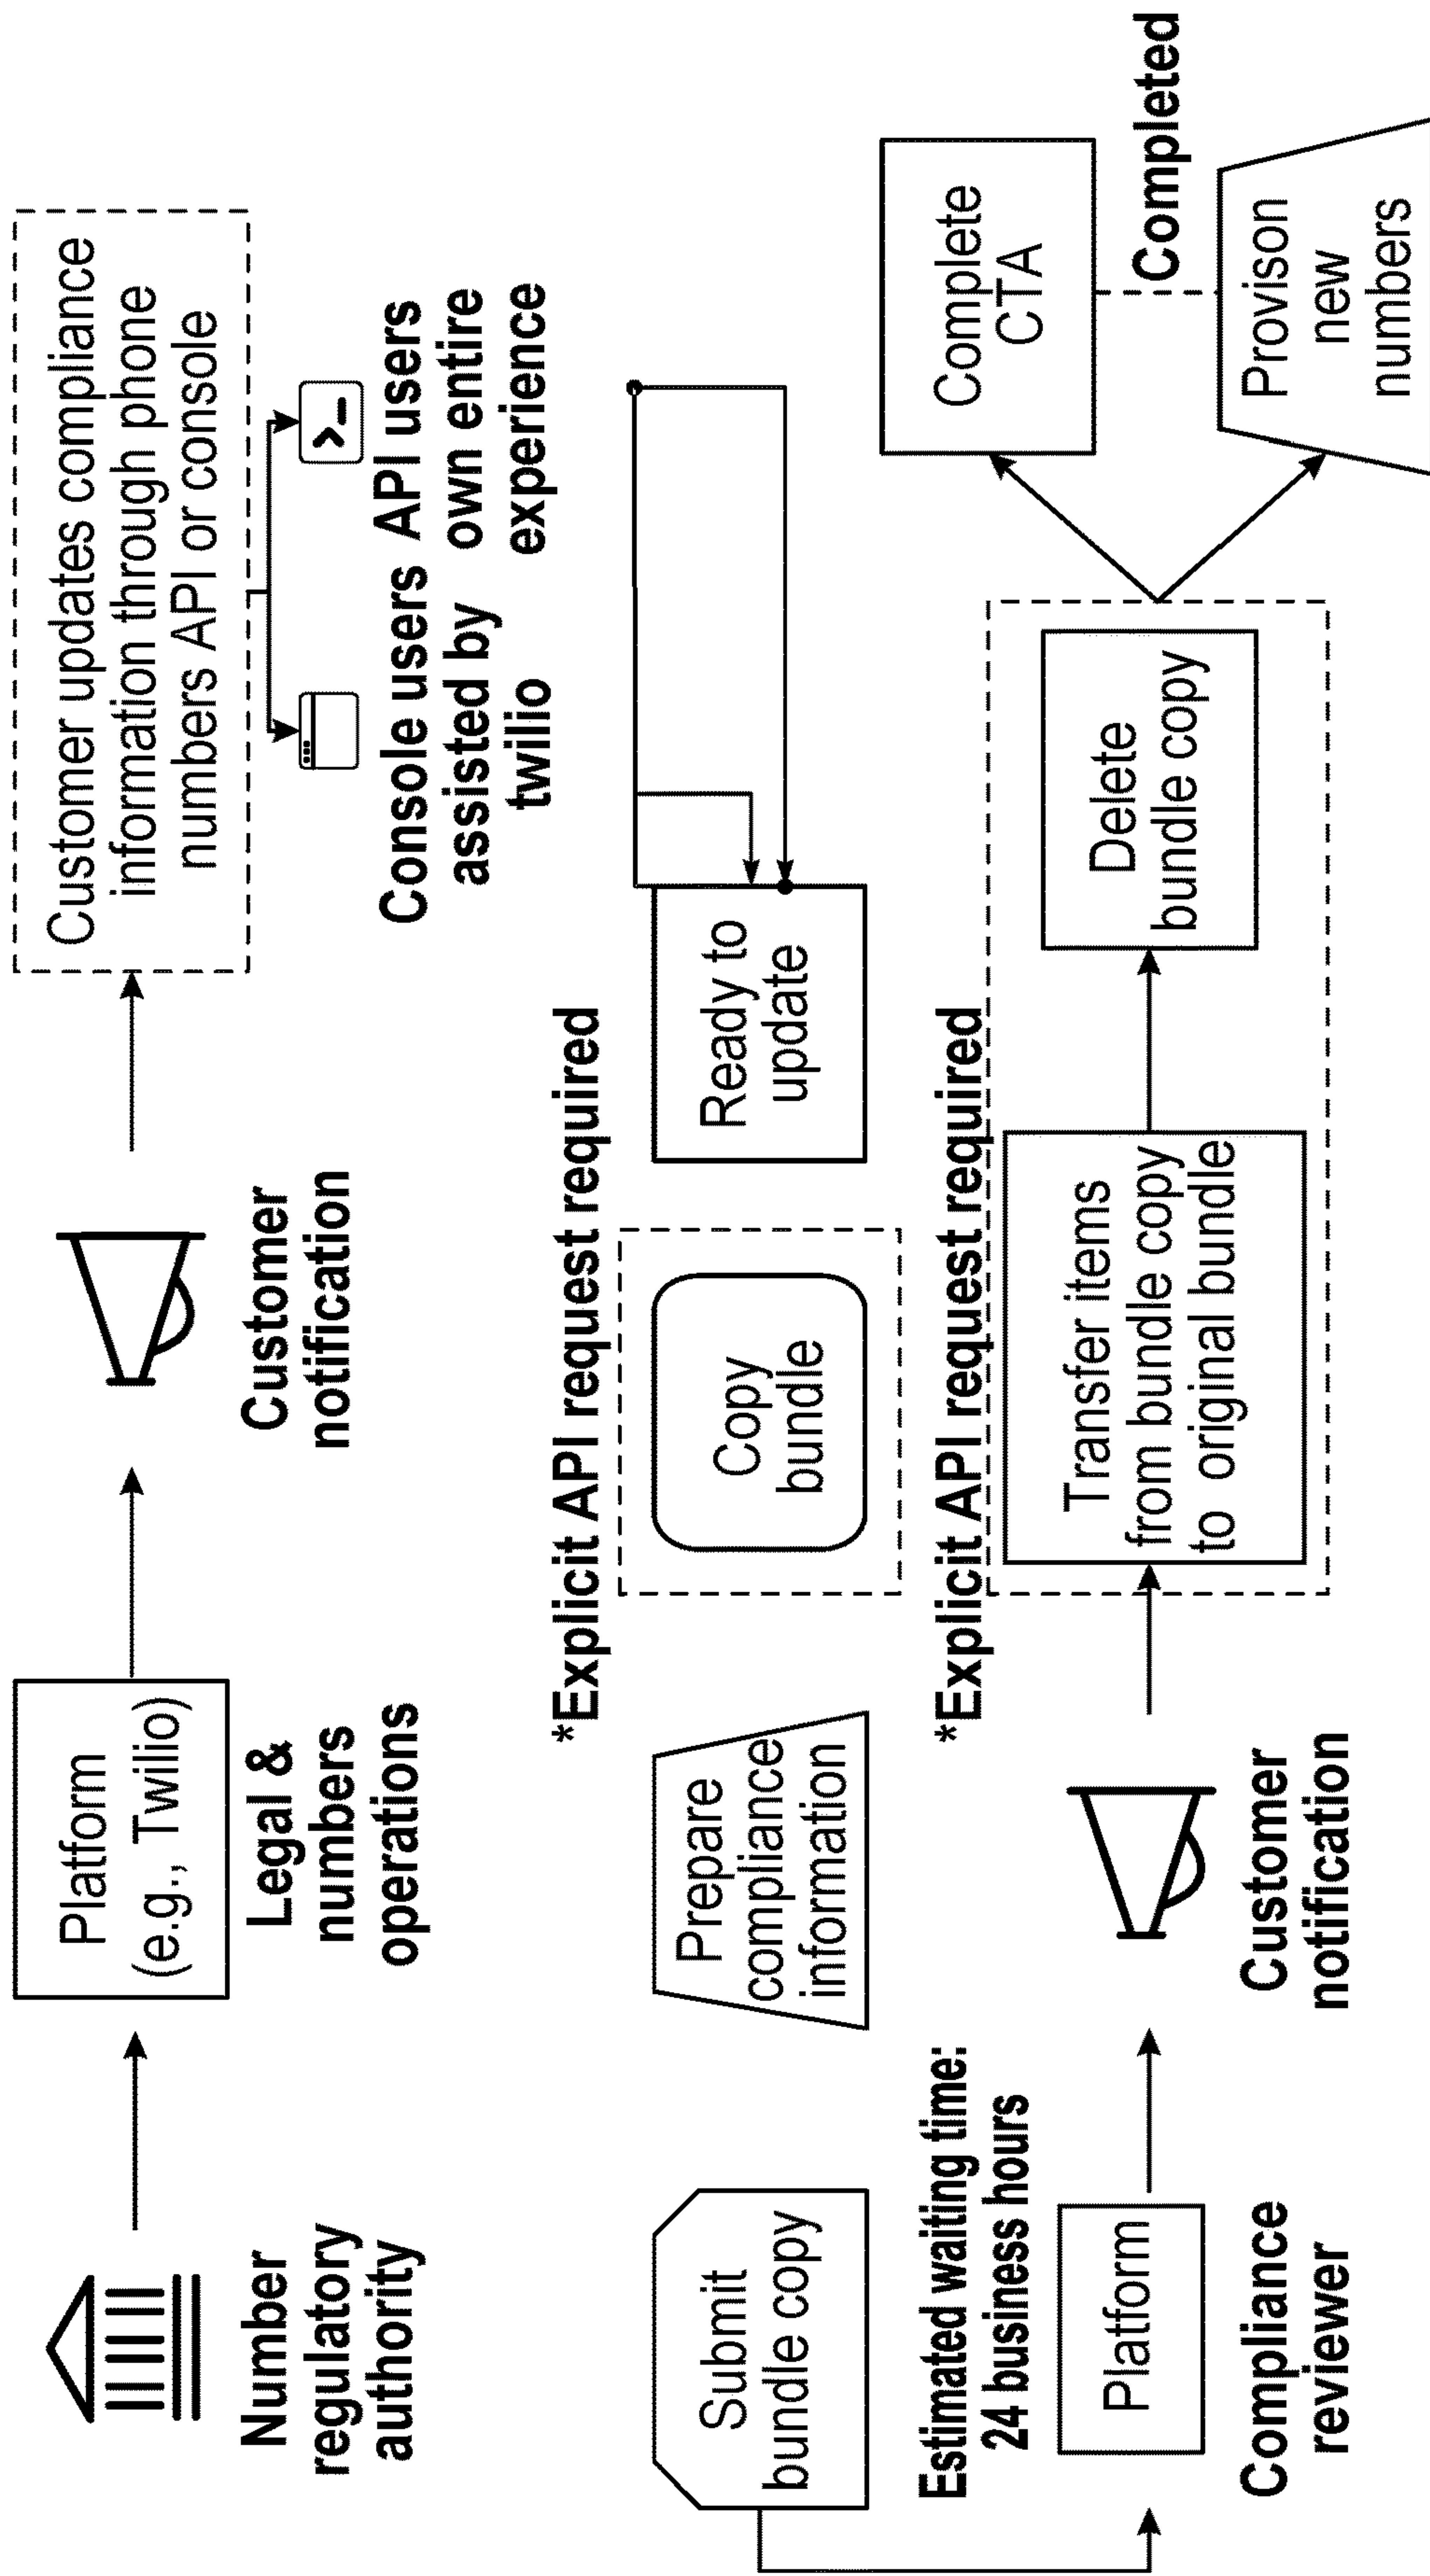 Number
regulatory
authority
Platform
(e.g., Twilio)
Legal &
numbers
operations
Customer
notification
Customer updates compliance
information through phone
numbers API or console
Console users
assisted by
twilio
API users
own entire
experience
Submit
bundle copy
Prepare
compliance
information
*Explicit API request required
Copy
bundle
Ready to
update
Estimated waiting time:
24 business hours
Platform
Compliance
reviewer
Customer
notification
*Explicit API request required
Transfer items
from bundle copy
to original bundle
Delete
bundle copy
Complete
CTA
Completed
Provison
new
numbers